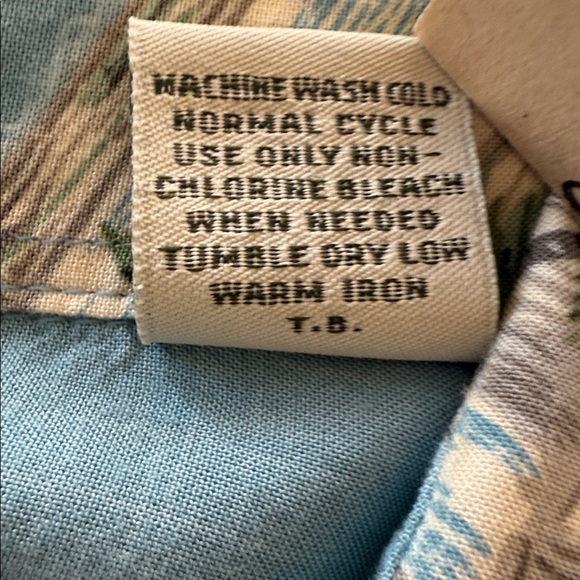 MACHINE WASH COLD
NORMAL CYCLE
USE ONLY NON-
CHLORINE BLEACH
WHEN NEEDED
TUMBLE DRY LOW
WARM IRON
T.B.